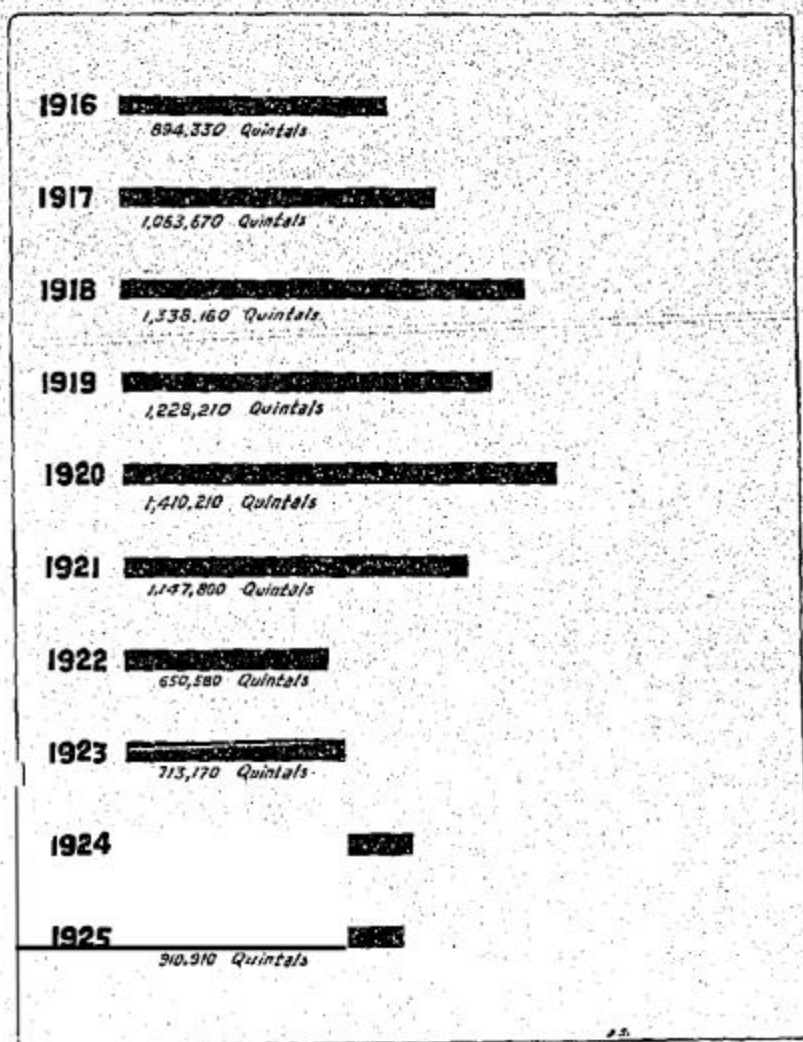 1916
894,330 Quintals
1917
1,053,670 Quintals
1918
1,338.160 Quintals
1919
1,228,210 Quintals
1920
1,410,210 Quintals
1921
1,147,800 Quintals
1922
650,580 Quintals
1923
713,170 Quintals
1924
1925
910.910 Quintals